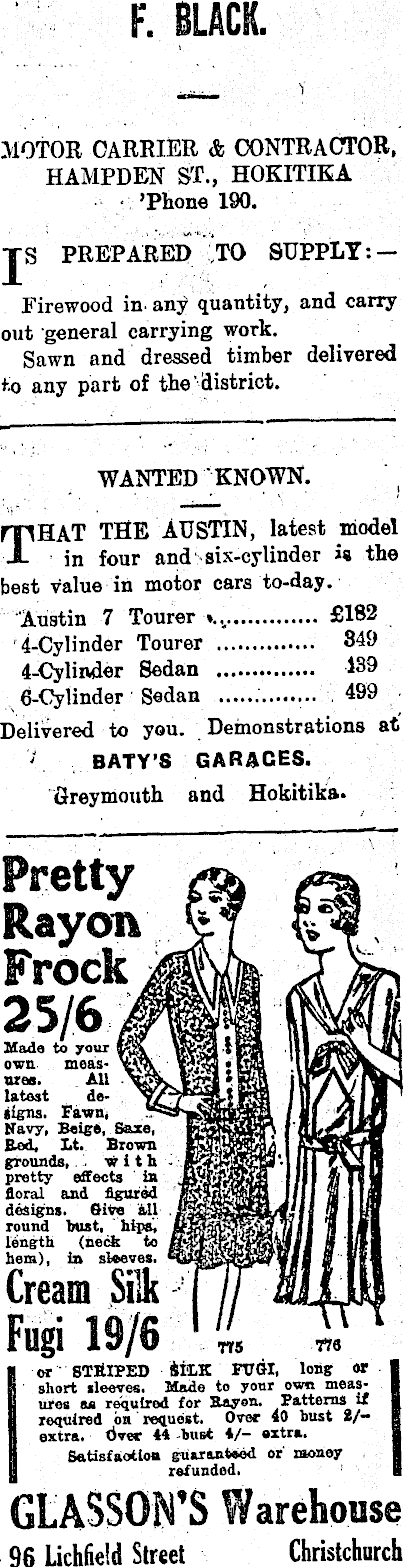 F. BLACK.
MOTOR CARRIER & CONTRACTOR,
HAMPDEN ST., HOKITIKA
'Phone 190.
IS PREPARED TO SUPPLY:—
Firewood in any quantity, and carry
out general carrying work.
Sawn and dressed timber delivered
to any part of the district.
WANTED KNOWN.
THAT THE AUSTIN, latest model
in four and six-cylinder is the
best value in motor cars to-day.
Austin 7 Tourer .............. £182
4-Cylinder Tourer .............. 349
4-Cylinder Sedan .............. 439
6-Cylinder Sedan .............. 499
Delivered to you. Demonstrations at
BATY'S GARAGES.
Greymouth and Hokitika.
Pretty
Rayon
Frock
25/6
Made to your
own meas-
ures. All
latest de-
signs. Fawn,
Navy, Beige, Saxe,
Red, Lt. Brown
grounds, with
pretty effects in
floral and figured
designs. Give all
round bust, hips,
length (neck to
hem), in sleeves.
Cream Silk
Fugi 19/6
775 776
or STRIPED SILK FUGI, long or
short sleeves. Made to your own meas-
ures as required for Rayon. Patterns if
required on request. Over 40 bust 2/-
extra. Over 44 bust 4/- extra.
Satisfaction guaranteed or money
refunded.
GLASSON'S Warehouse
96 Lichfield Street Christchurch